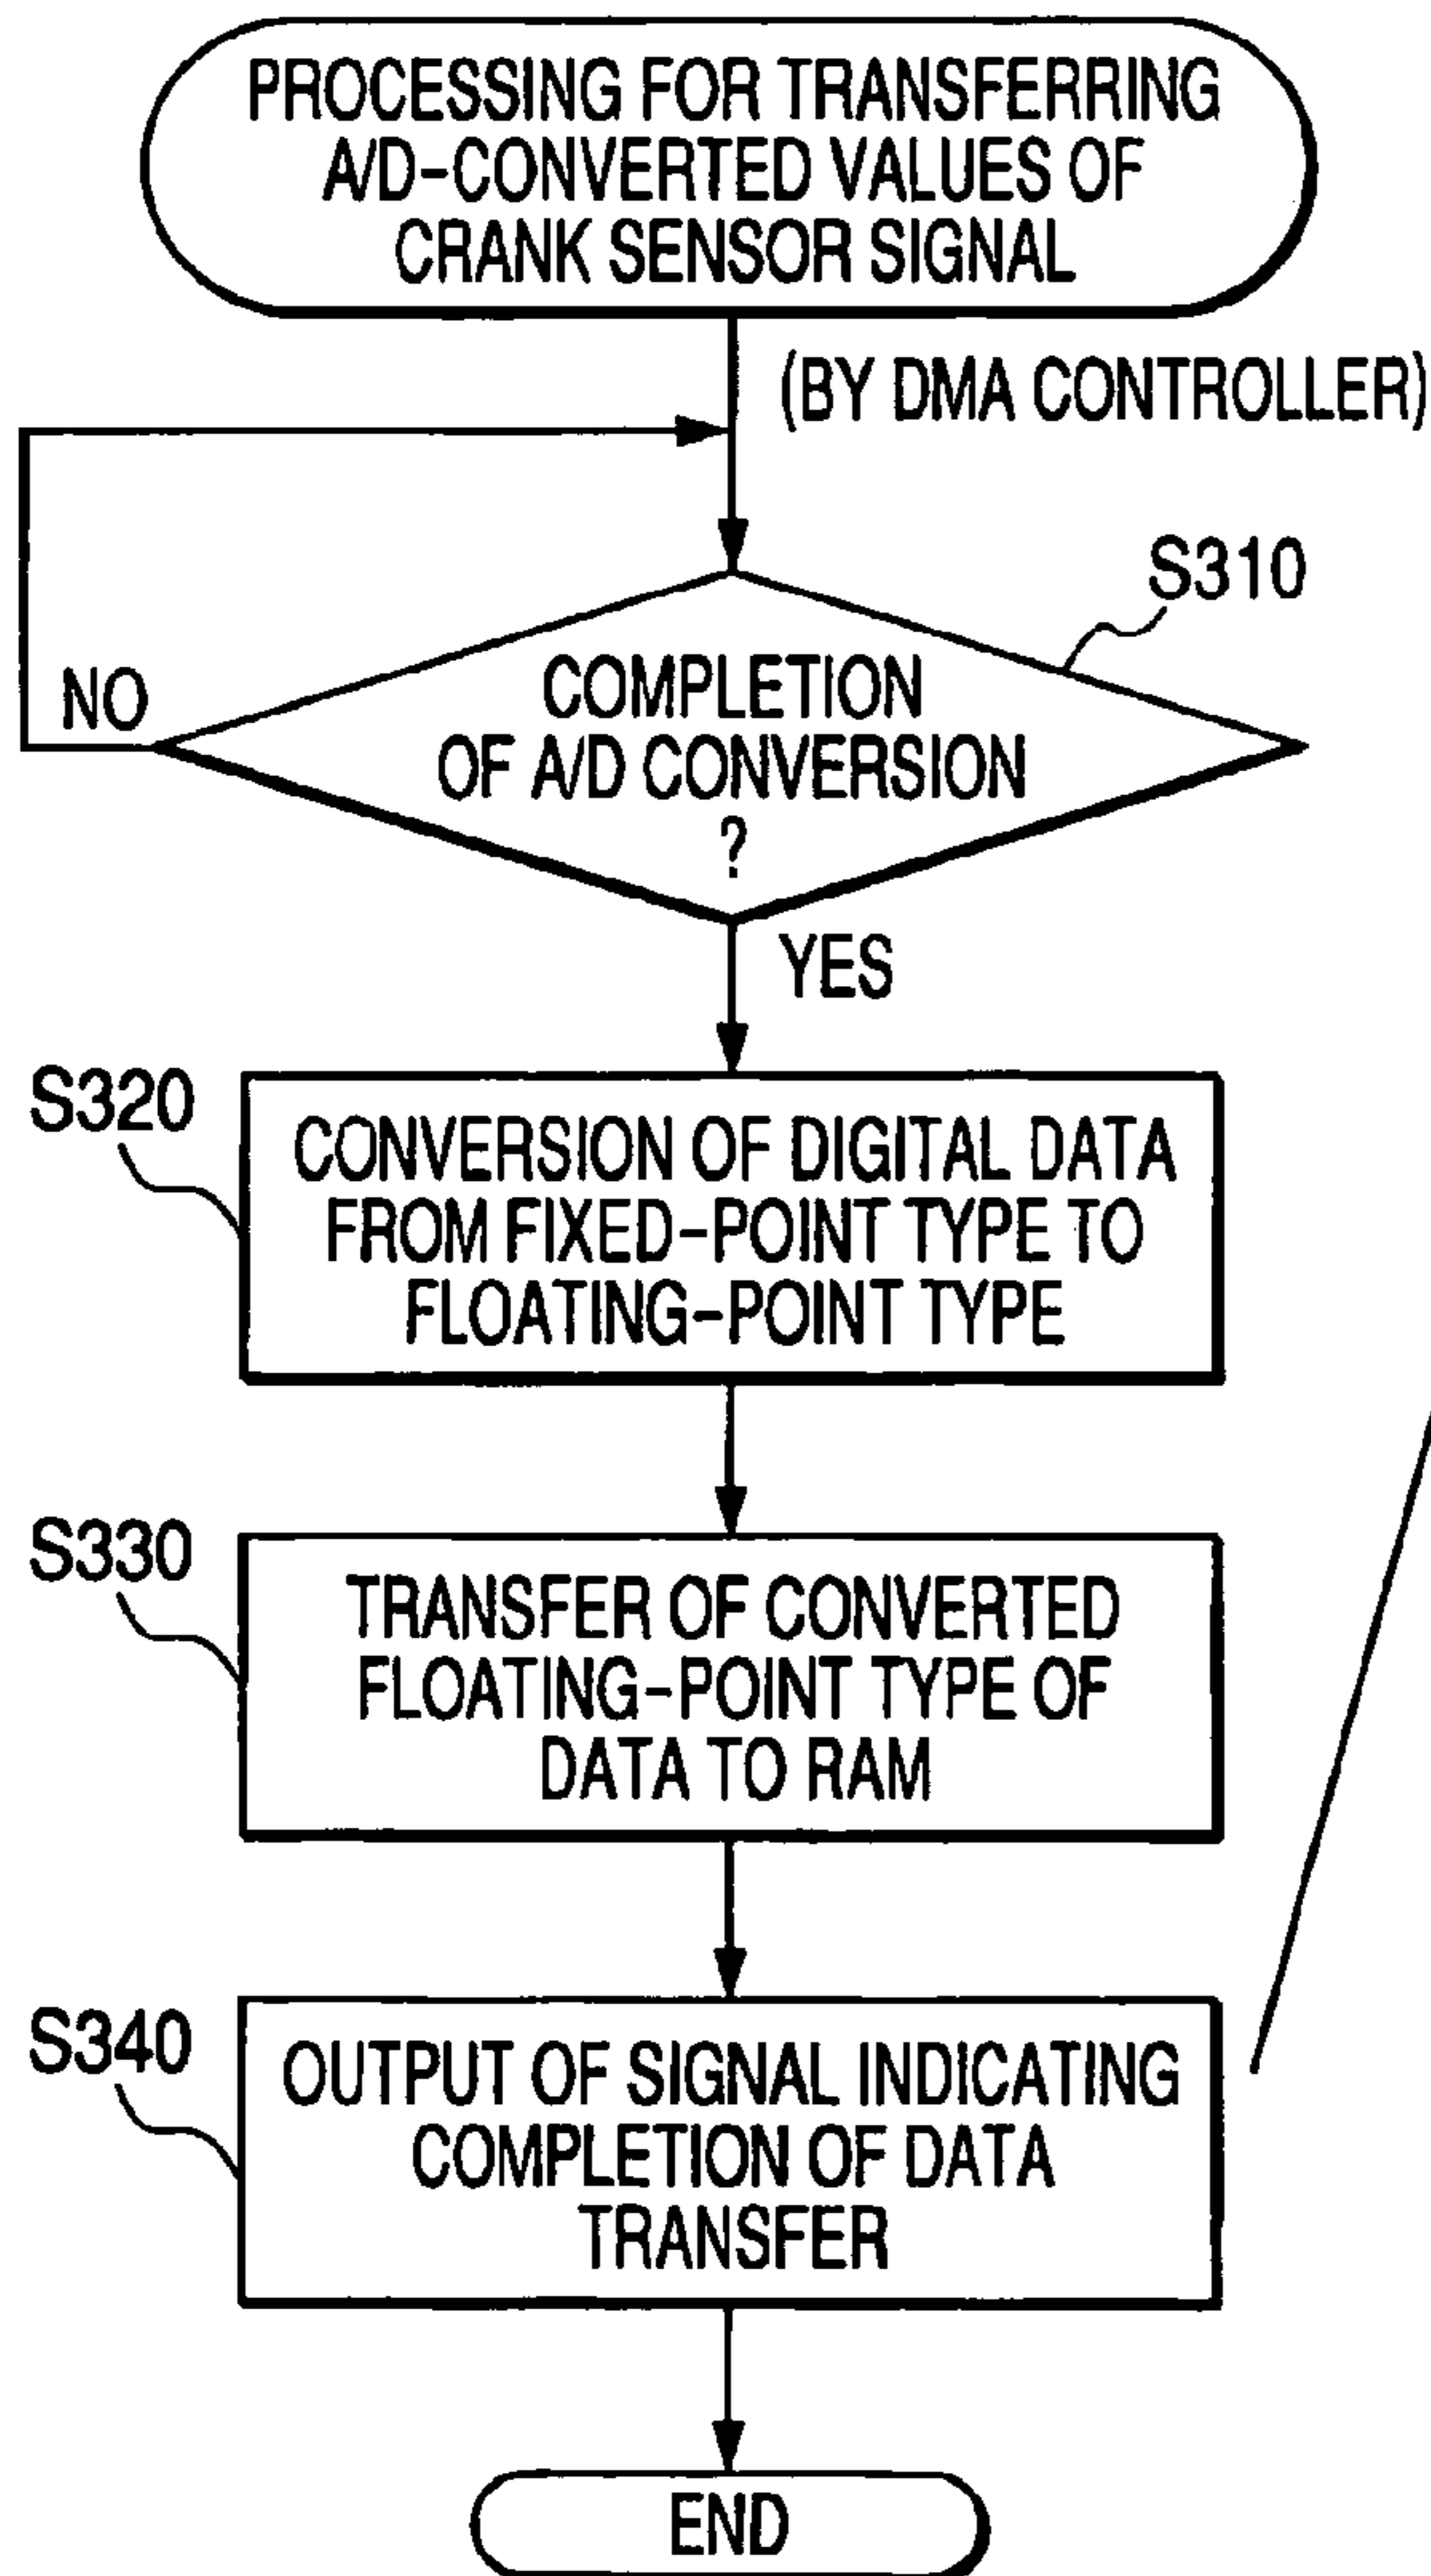 PROCESSING FOR TRANSFERRING
A/D-CONVERTED VALUES OF
CRANK SENSOR SIGNAL
(BY DMA CONTROLLER)
S310
NO
COMPLETION
OF A/D CONVERSION
?
YES
S320
CONVERSION OF DIGITAL DATA
FROM FIXED-POINT TYPE TO
FLOATING-POINT TYPE
S330
TRANSFER OF CONVERTED
FLOATING-POINT TYPE OF
DATA TO RAM
S340
OUTPUT OF SIGNAL INDICATING
COMPLETION OF DATA
TRANSFER
END